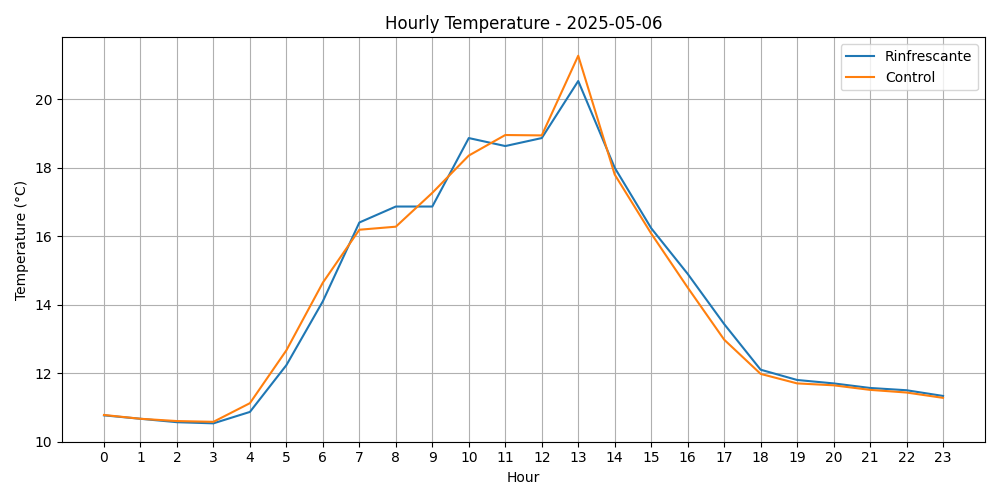 Hourly Temperature - 2025-05-06
Rinfrescante
Control
Temperature (°C)
20
18
16
14
12
10
0 1 2 3 4 5 6 7 8 9 10 11 12 13 14 15 16 17 18 19 20 21 22 23
Hour